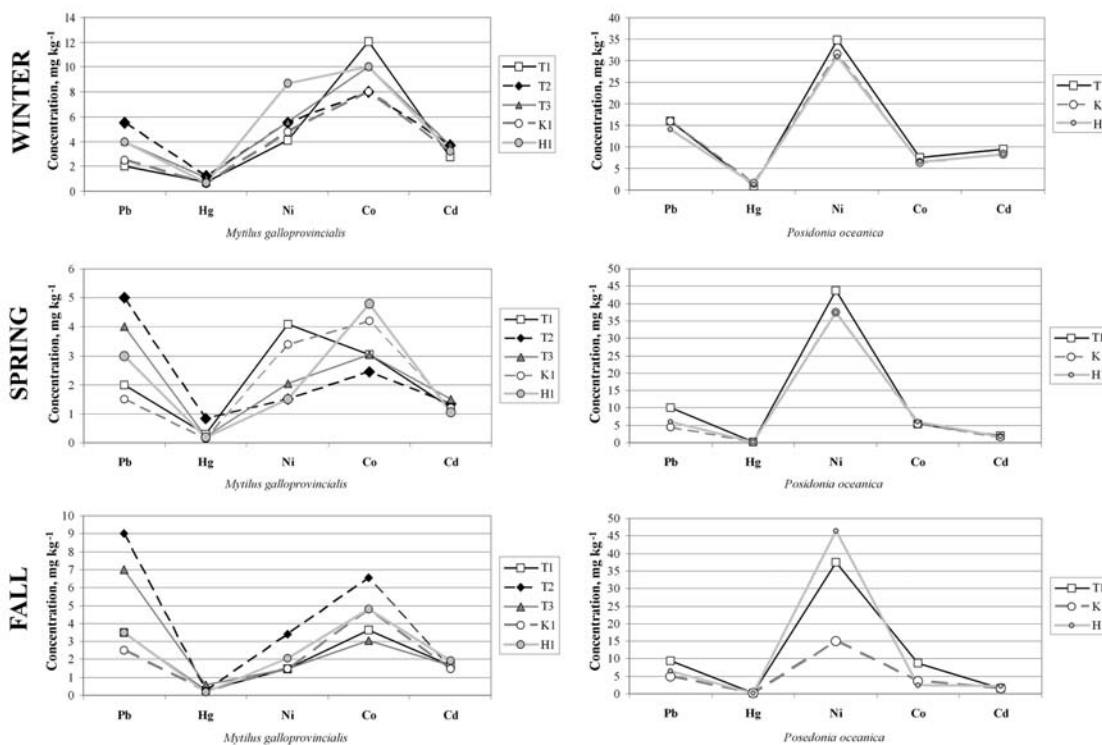 WINTER
Concentration, mg kg⁻¹
14
12
10
8
6
4
2
0
Pb Hg Ni Co Cd
Mytilus galloprovincialis
T1
T2
T3
K1
H1
Concentration, mg kg⁻¹
40
35
30
25
20
15
10
5
0
Pb Hg Ni Co Cd
Posidonia oceanica
T
K
H
SPRING
Concentration, mg kg⁻¹
6
5
4
3
2
1
0
Pb Hg Ni Co Cd
Mytilus galloprovincialis
T1
T2
T3
K1
H1
Concentration, mg kg⁻¹
50
45
40
35
30
25
20
15
10
5
0
Pb Hg Ni Co Cd
Posidonia oceanica
T1
K
H
FALL
Concentration, mg kg⁻¹
10
9
8
7
6
5
4
3
2
1
0
Pb Hg Ni Co Cd
Mytilus galloprovincialis
T1
T2
T3
K1
H1
Concentration, mg kg⁻¹
50
45
40
35
30
25
20
15
10
5
0
Pb Hg Ni Co Cd
Posedonia oceanica
T1
K
H